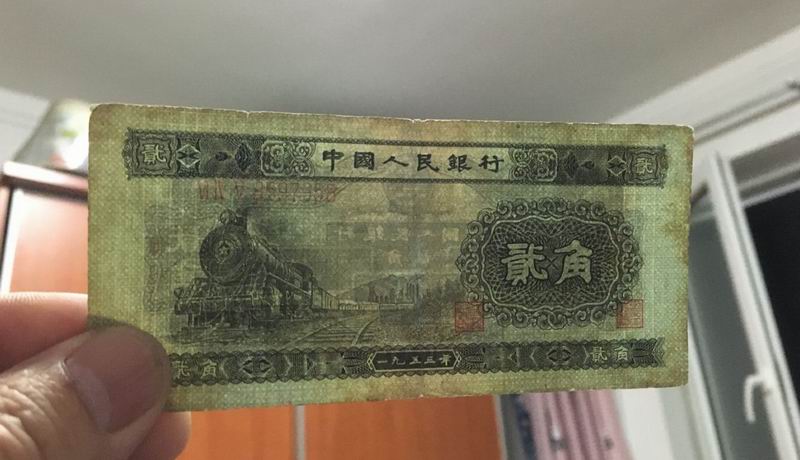 貳 中國人民銀行 貳
貳角
貳角 一九五三年 貳角